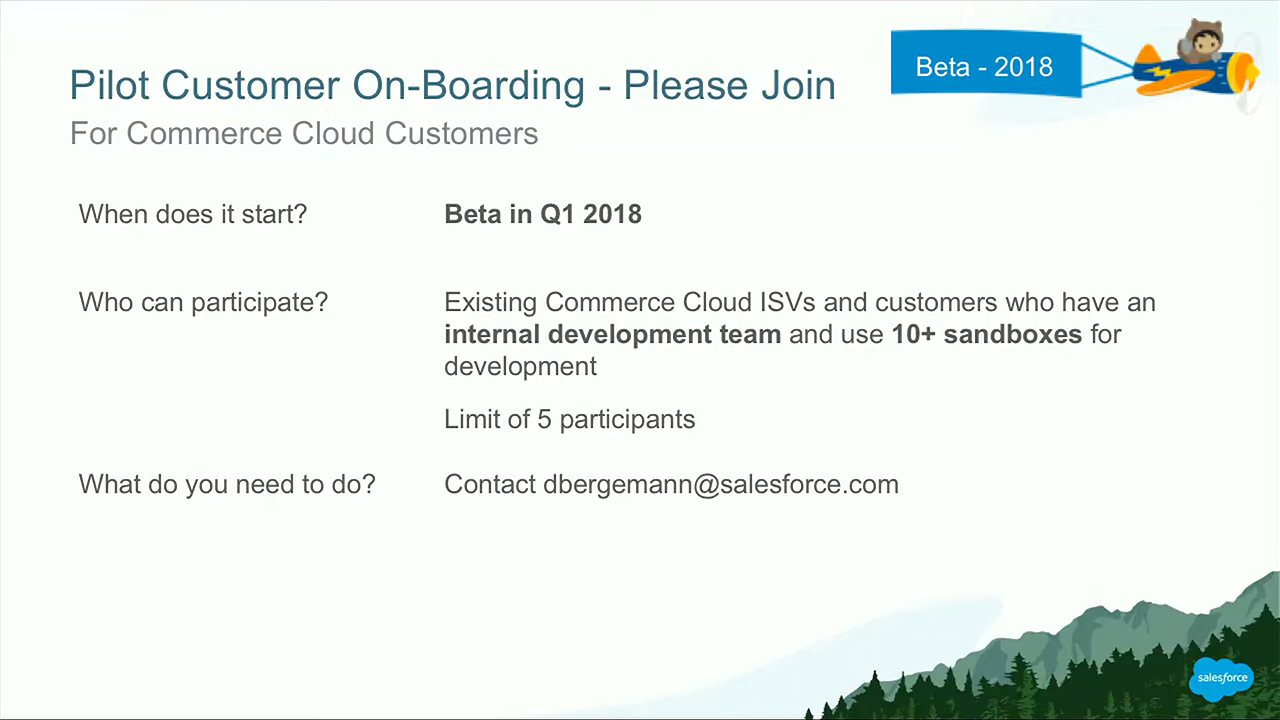 Beta - 2018
Pilot Customer On-Boarding - Please Join
For Commerce Cloud Customers
When does it start?
Beta in Q1 2018
Who can participate?
Existing Commerce Cloud ISVs and customers who have an
internal development team and use 10+ sandboxes for
development
Limit of 5 participants
What do you need to do?
Contact dbergemann@salesforce.com
salesforce